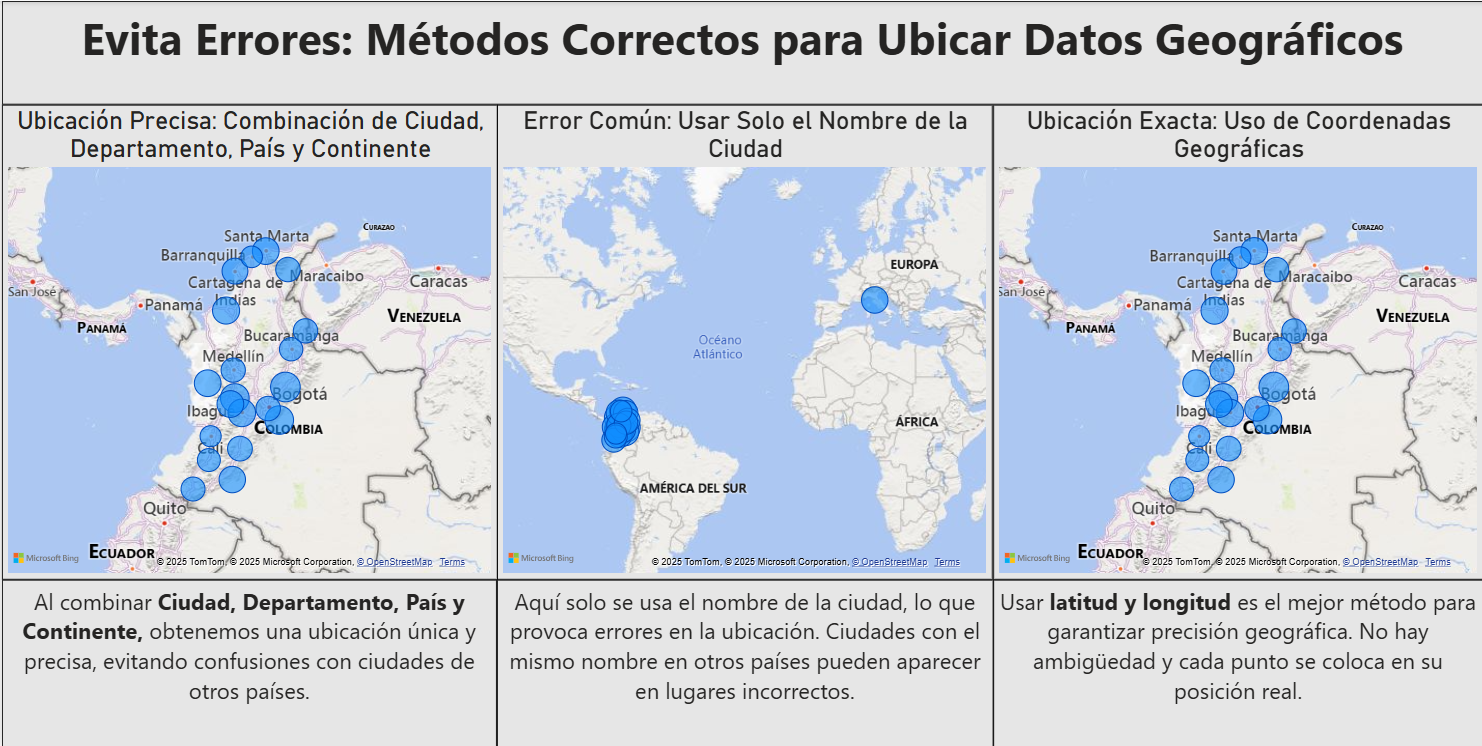 Evita Errores: Métodos Correctos para Ubicar Datos Geográficos
Ubicación Precisa: Combinación de Ciudad,
Departamento, País y Continente
Santa Marta
CURAZAO
Barranquilla
Maracaibo
Cartagena de
Indias
Caracas
San José
Panamá
PANAMÁ
VENEZUELA
Bucaramanga
Medellín
Bogotá
Ibagu
COLOMBIA
Cali
Quito
ECUADOR
Microsoft Bing
© 2025 TomTom, © 2025 Microsoft Corporation, © OpenStreetMap Terms
Al combinar Ciudad, Departamento, País y
Continente, obtenemos una ubicación única y
precisa, evitando confusiones con ciudades de
otros países.
Error Común: Usar Solo el Nombre de la
Ciudad
EUROPA
Océano
Atlántico
ÁFRICA
AMÉRICA DEL SUR
Microsoft Bing
© 2025 TomTom, © 2025 Microsoft Corporation, © OpenStreetMap Terms
Aquí solo se usa el nombre de la ciudad, lo que
provoca errores en la ubicación. Ciudades con el
mismo nombre en otros países pueden aparecer
en lugares incorrectos.
Ubicación Exacta: Uso de Coordenadas
Geográficas
Santa Marta
CURAZAO
Barranquilla
Maracaibo
Cartagena de
Indias
Caracas
San José
Panamá
PANAMÁ
VENEZUELA
Bucaramanga
Medellín
Bogotá
Ibag
COLOMBIA
Cali
Quito
ECUADOR
Microsoft Bing
© 2025 TomTom, © 2025 Microsoft Corporation, © OpenStreetMap Terms
Usar latitud y longitud es el mejor método para
garantizar precisión geográfica. No hay
ambigüedad y cada punto se coloca en su
posición real.